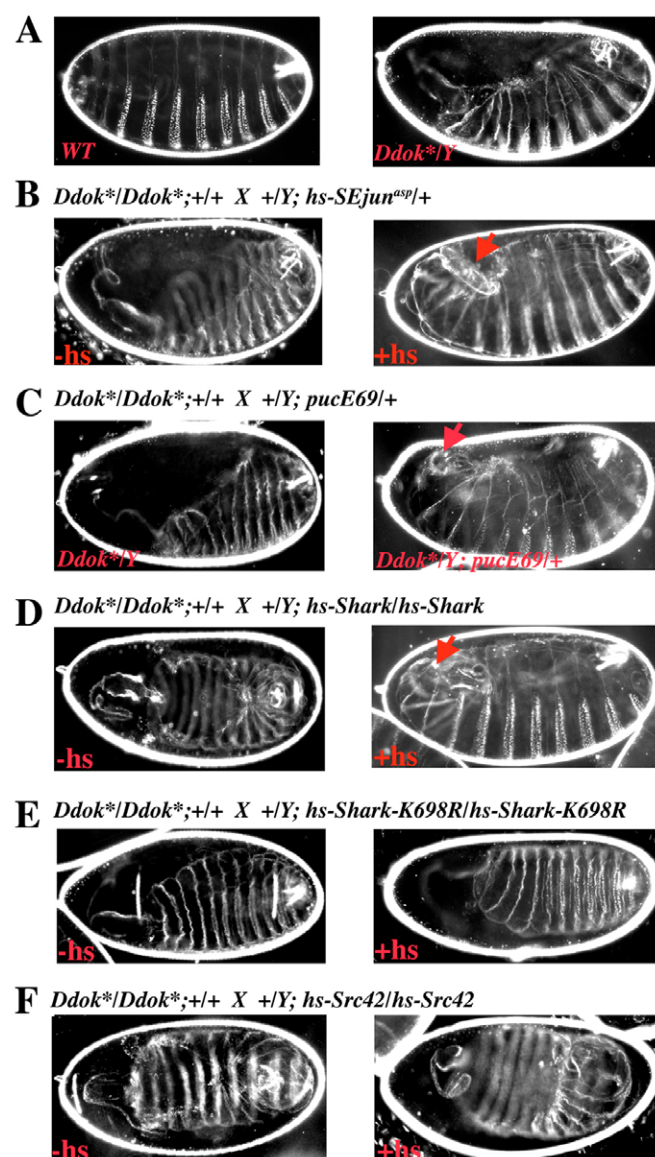 A
WT
Ddok*/Y
B Ddok*/Ddok*;+/+ X +/Y; hs-SEjunᵃˢᵖ/+
-hs
+hs
C Ddok*/Ddok*;+/+ X +/Y; pucE69/+
Ddok*/Y
Ddok*/Y; pucE69/+
D Ddok*/Ddok*;+/+ X +/Y; hs-Shark/hs-Shark
-hs
+hs
E Ddok*/Ddok*;+/+ X +/Y; hs-Shark-K698R/hs-Shark-K698R
-hs
+hs
F Ddok*/Ddok*;+/+ X +/Y; hs-Src42/hs-Src42
-hs
+hs